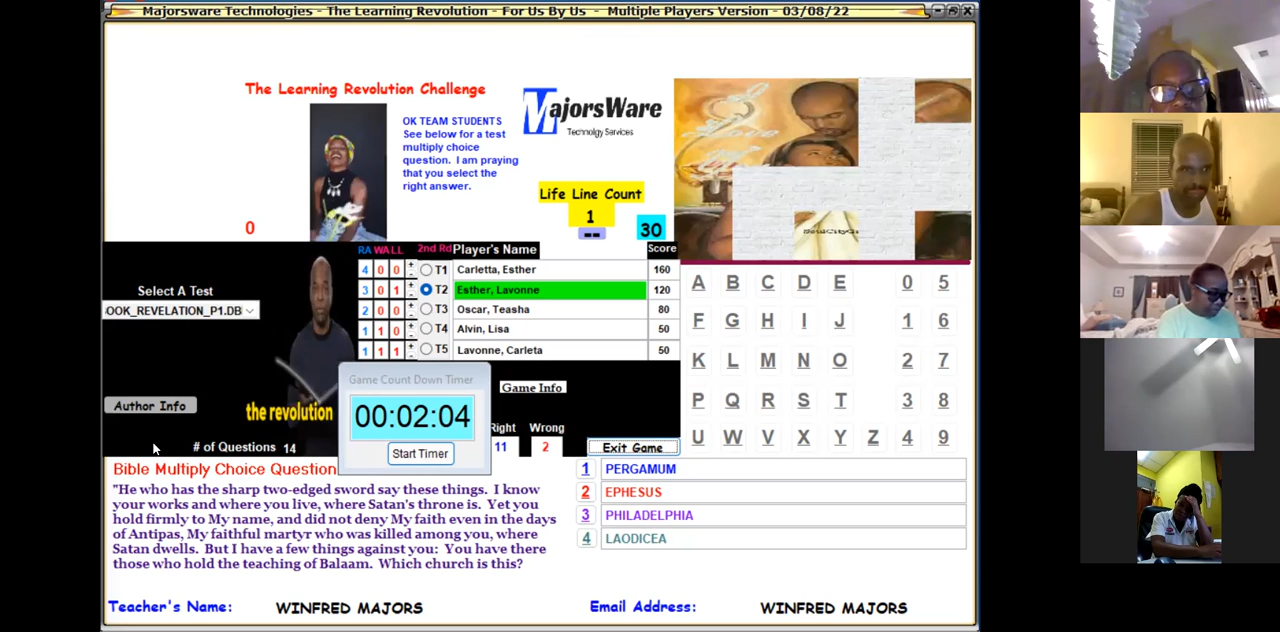 Majorsware Technologies - The Learning Revolution - For Us By Us - Multiple Players Version - 03/08/22
The Learning Revolution Challenge
MajorsWare
Technolgy Services
OK TEAM STUDENTS
See below for a test
multiply choice
question. I am praying
that you select the
right answer.
Life Line Count
1
--
30
0
Love
RA WALL 2nd Rd Player's Name Score
4 0 0 + - T1 Carletta, Esther 160
3 0 1 + - T2 Esther, Lavonne 120
2 0 0 + - T3 Oscar, Teasha 80
1 1 0 + - T4 Alvin, Lisa 50
1 1 1 + - T5 Lavonne, Carleta 50
Select A Test
OOK_REVELATION_P1.DB
Author Info
the revolution
# of Questions 14
Game Count Down Timer
00:02:04
Start Timer
Game Info
Right Wrong
11 2
Exit Game
A B C D E 0 5
F G H I J 1 6
K L M N O 2 7
P Q R S T 3 8
U W V X Y Z 4 9
Bible Multiply Choice Question
"He who has the sharp two-edged sword say these things. I know
your works and where you live, where Satan's throne is. Yet you
hold firmly to My name, and did not deny My faith even in the days
of Antipas, My faithful martyr who was killed among you, where
Satan dwells. But I have a few things against you: You have there
those who hold the teaching of Balaam. Which church is this?
1 PERGAMUM
2 EPHESUS
3 PHILADELPHIA
4 LAODICEA
Teacher's Name: WINFRED MAJORS
Email Address: WINFRED MAJORS